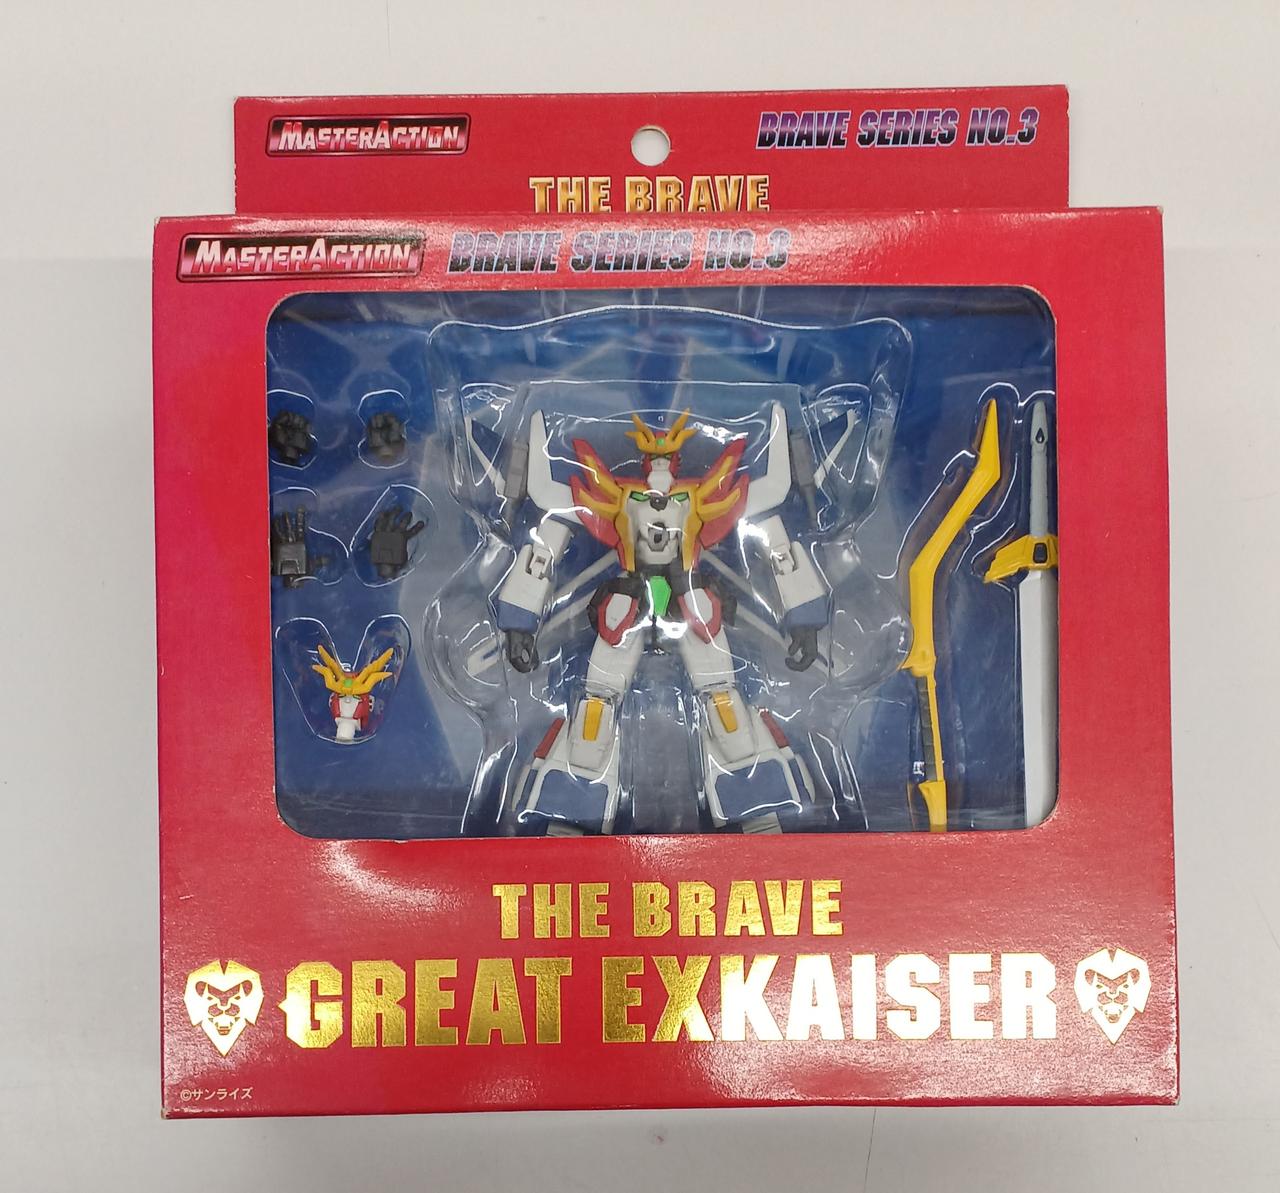 MASTERACTION
BRAVE SERIES NO.3
THE BRAVE
MASTERACTION
BRAVE SERIES NO.3
THE BRAVE
GREAT EXKAISER
©サンライズ